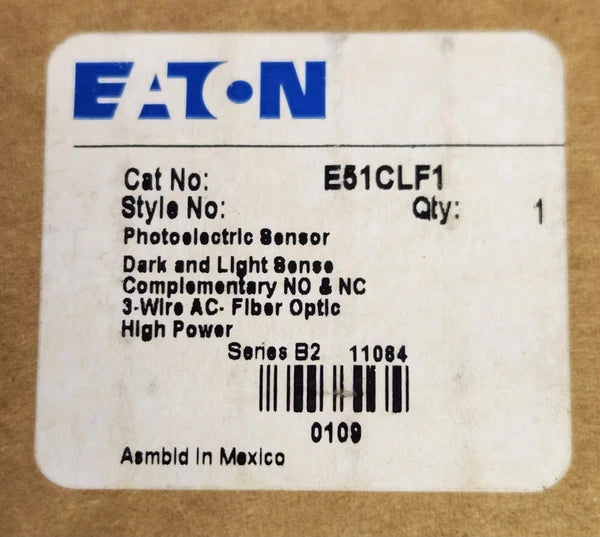 EATON
Cat No: E51CLF1
Style No: Qty: 1
Photoelectric Sensor
Dark and Light Sense
Complementary NO & NC
3-Wire AC- Fiber Optic
High Power
Series B2 11084
0109
Asmbld In Mexico